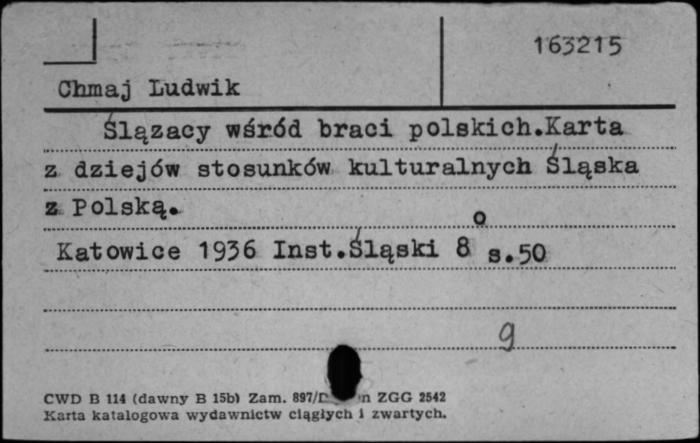 163215
Chmaj Ludwik
Ślązacy wśród braci polskich.Karta
z dziejów stosunków kulturalnych Śląska
z Polską.
Katowice 1936 Inst.Śląski 8° s.50
9
CWD B 114 (dawny B 15b) Zam. 897/ ZGG 2542
Karta katalogowa wydawnictw ciągłych i zwartych.